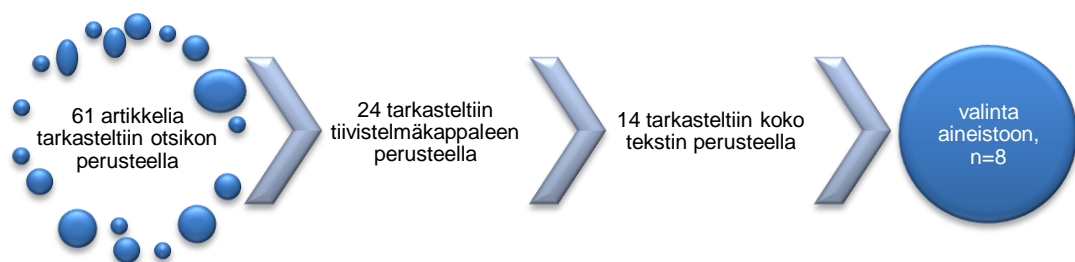 61 artikkelia
tarkasteltiin otsikon
perusteella
24 tarkasteltiin
tiivistelmäkappaleen
perusteella
14 tarkasteltiin koko
tekstin perusteella
valinta
aineistoon,
n=8